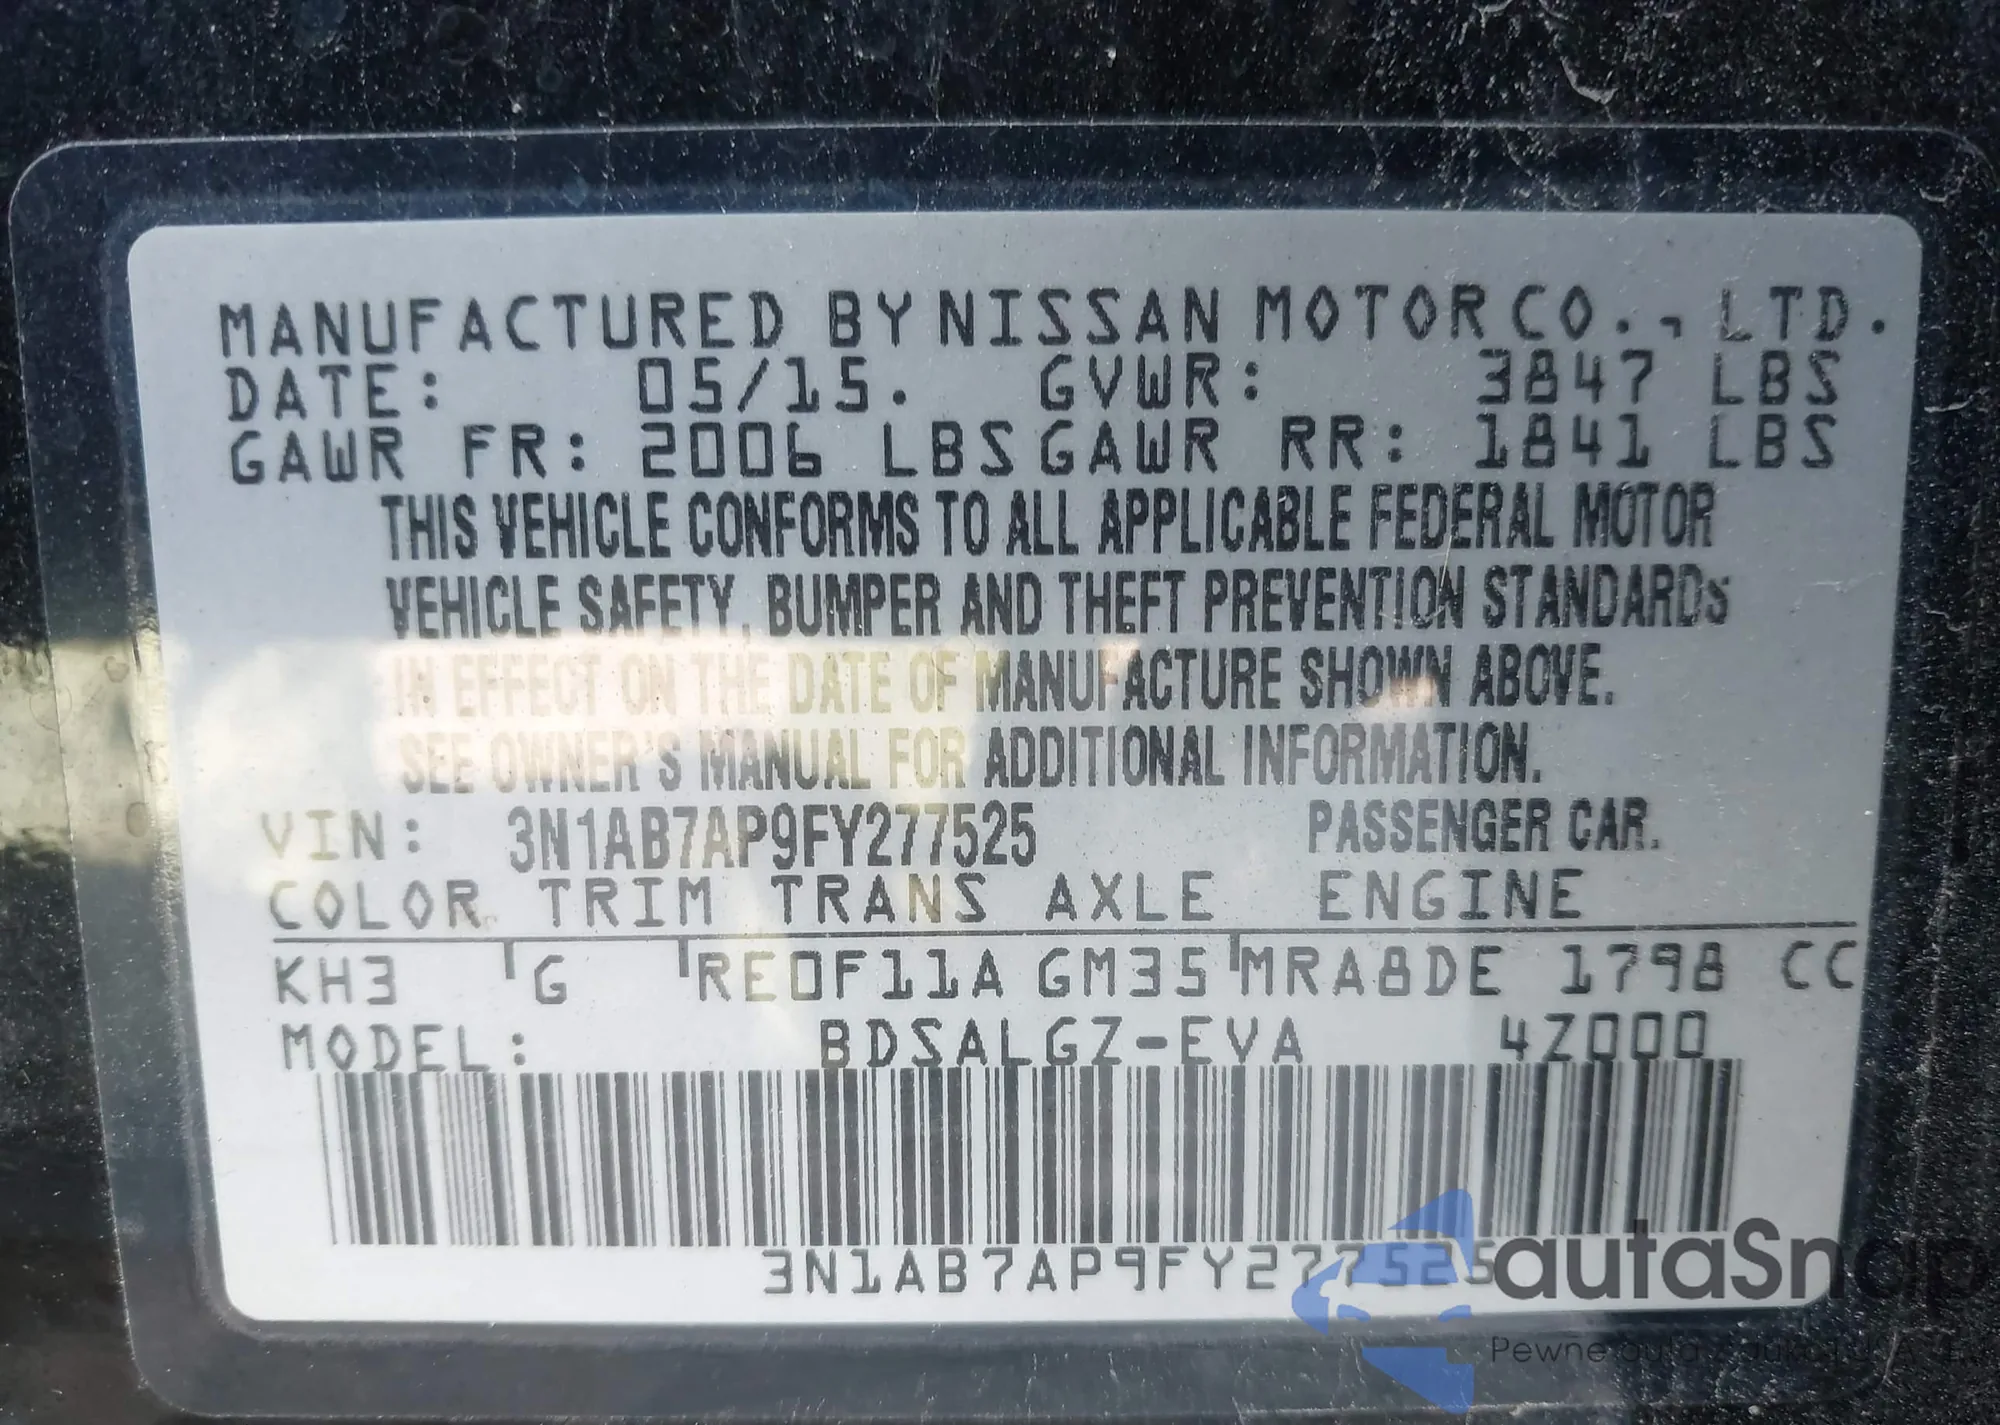 MANUFACTURED BY NISSAN MOTOR CO., LTD.
DATE: 05/15. GVWR: 3847 LBS
GAWR FR: 2006 LBS GAWR RR: 1841 LBS
THIS VEHICLE CONFORMS TO ALL APPLICABLE FEDERAL MOTOR
VEHICLE SAFETY, BUMPER AND THEFT PREVENTION STANDARDS
IN EFFECT ON THE DATE OF MANUFACTURE SHOWN ABOVE.
SEE OWNER'S MANUAL FOR ADDITIONAL INFORMATION.
VIN: 3N1AB7AP9FY277525 PASSENGER CAR.
COLOR TRIM TRANS AXLE ENGINE
KH3 G RE0F11A GM35 MRA8DE 1798 CC
MODEL: BDSALGZ-EVA 4Z000
3N1AB7AP9FY277525
autaSnap
Pewne auta z